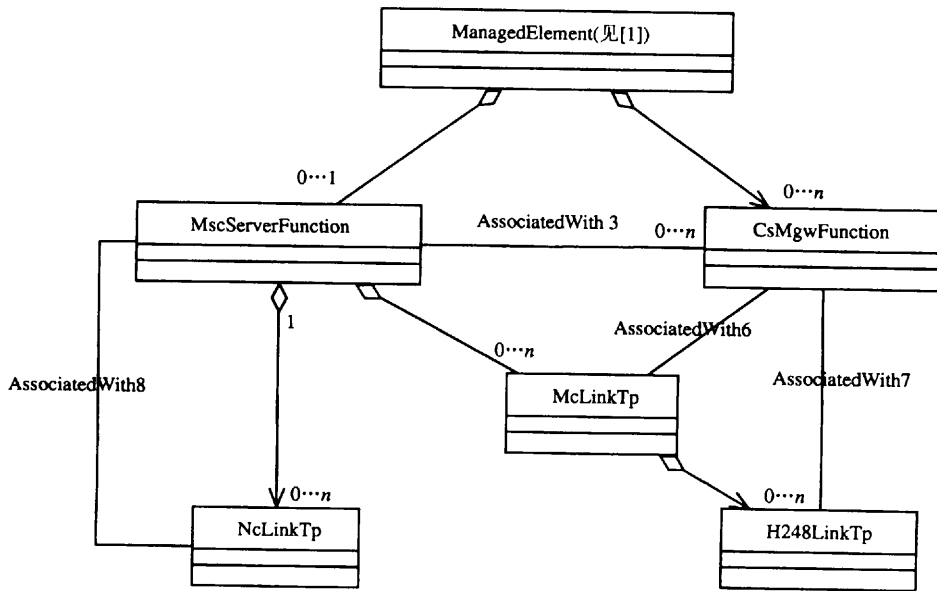 ManagedElement(见[1])
0…1
0…n
MscServerFunction
AssociatedWith 3
0…n
CsMgwFunction
1
0…n
AssociatedWith6
AssociatedWith8
McLinkTp
AssociatedWith7
0…n
0…n
NcLinkTp
H248LinkTp